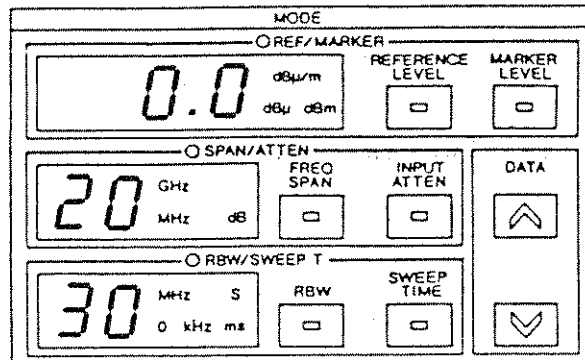 MODE
REF/MARKER
0.0 dBμ/m
dBμ dBm
REFERENCE LEVEL
MARKER LEVEL
SPAN/ATTEN
20 GHz
MHz dB
FREQ SPAN
INPUT ATTEN
DATA
RBW/SWEEP T
30 MHz S
0 kHz ms
RBW
SWEEP TIME